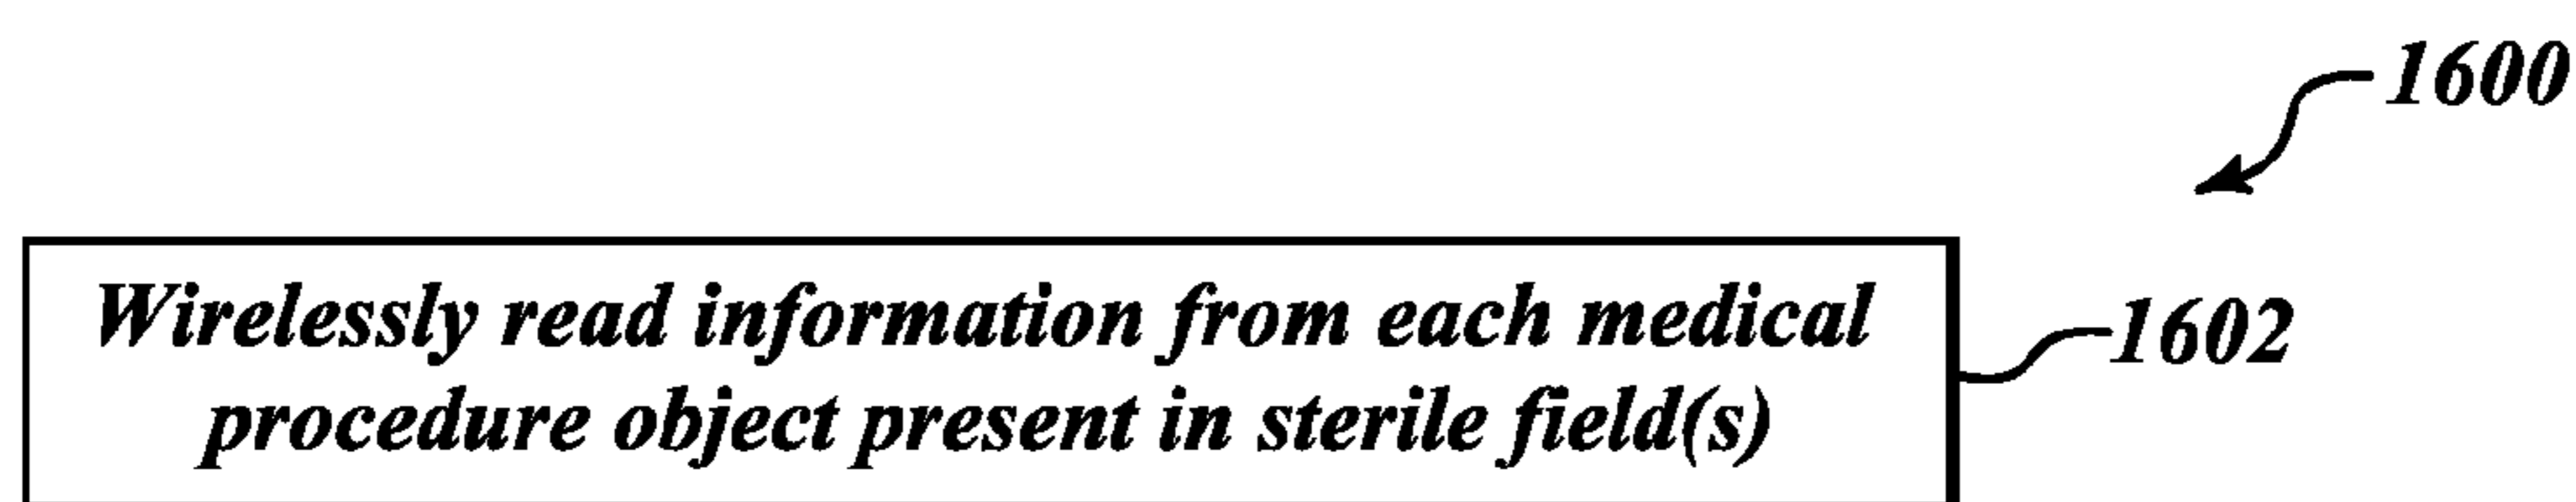 1600
Wirelessly read information from each medical
procedure object present in sterile field(s)
1602